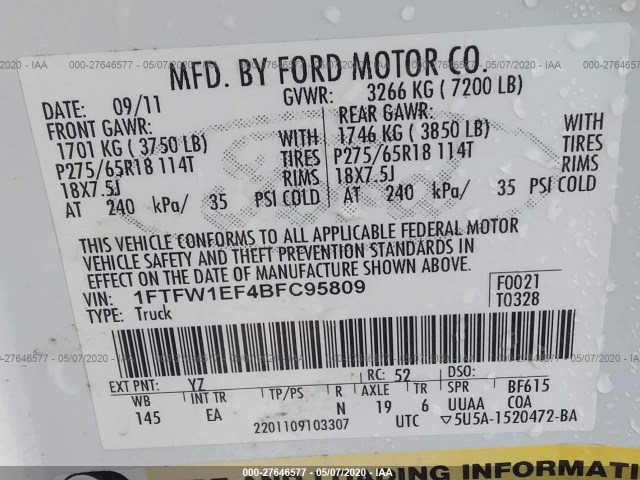 00-27646577 - 05/07/2020 - IAA
MFD. BY FORD MOTOR CO.
DATE: 09/11 GVWR: 3266 KG ( 7200 LB)
FRONT GAWR: REAR GAWR:
1701 KG ( 3750 LB) WITH 1746 KG ( 3850 LB) WITH
P275/65R18 114T TIRES P275/65R18 114T TIRES
18X7.5J RIMS 18X7.5J RIMS
AT 240 kPa/ 35 PSI COLD AT 240 kPa/ 35 PSI COLD
THIS VEHICLE CONFORMS TO ALL APPLICABLE FEDERAL MOTOR
VEHICLE SAFETY AND THEFT PREVENTION STANDARDS IN
EFFECT ON THE DATE OF MANUFACTURE SHOWN ABOVE.
VIN: 1FTFW1EF4BFC95809 F0021
TYPE: Truck T0328
EXT PNT: YZ RC: 52 DSO:
WB INT TR TP/PS R AXLE TR SPR BF615
145 EA N 19 6 UUAA COA
2201109103307 UTC ▽5U5A-1520472-BA
000-27646577 - 05/07/2020 - IAA